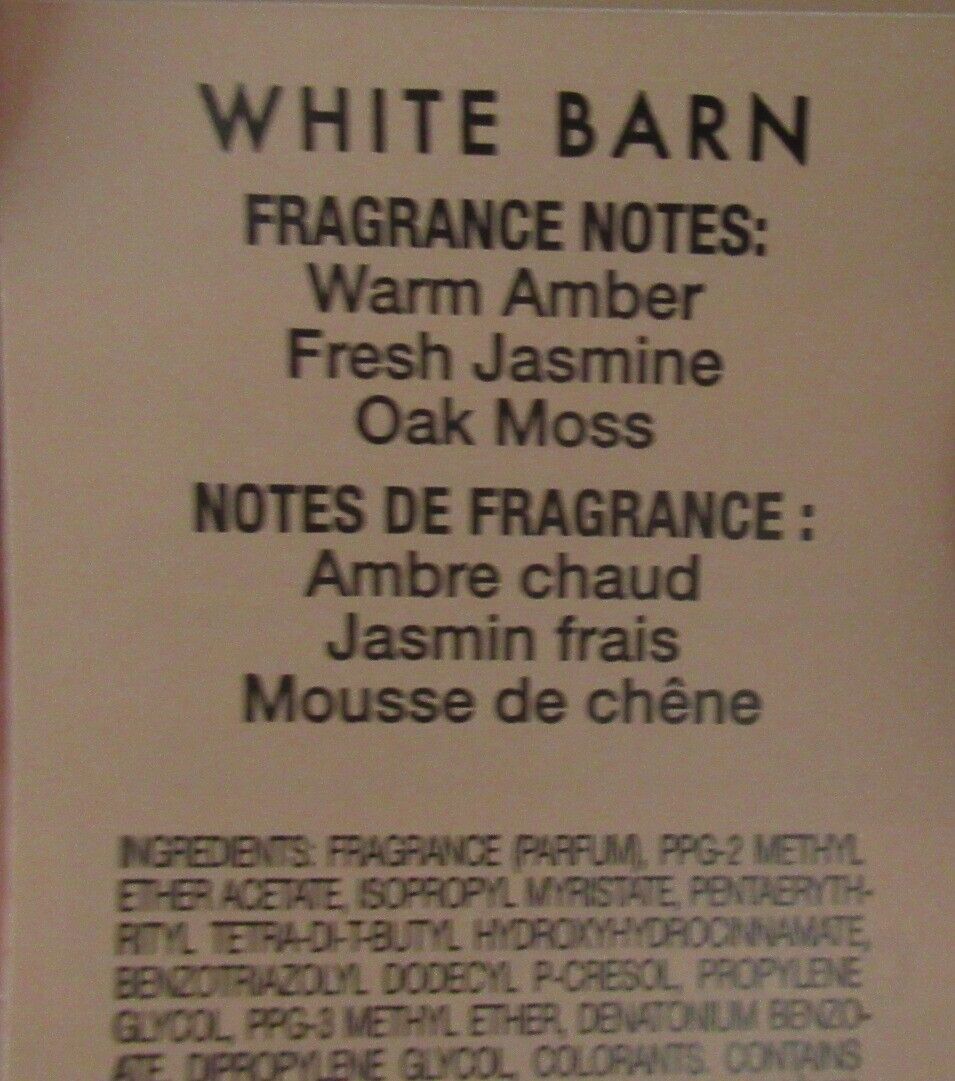 WHITE BARN
FRAGRANCE NOTES:
Warm Amber
Fresh Jasmine
Oak Moss
NOTES DE FRAGRANCE :
Ambre chaud
Jasmin frais
Mousse de chêne
INGREDIENTS: FRAGRANCE (PARFUM), PPG-2 METHYL
ETHER ACETATE, ISOPROPYL MYRISTATE, PENTAERYTH-
RITYL TETRA-DI-T-BUTYL HYDROXYHYDROCINNAMATE,
BENZOTRIAZOLYL DODECYL P-CRESOL, PROPYLENE
GLYCOL, PPG-3 METHYL ETHER, DENATONIUM BENZO-
ATE, DIPROPYLENE GLYCOL, COLORANTS. CONTAINS